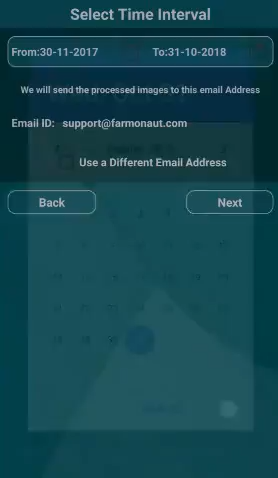 Select Time Interval
From:30-11-2017 To:31-10-2018
We will send the processed images to this email Address
Email ID: support@farmonaut.com
Use a Different Email Address
Back Next